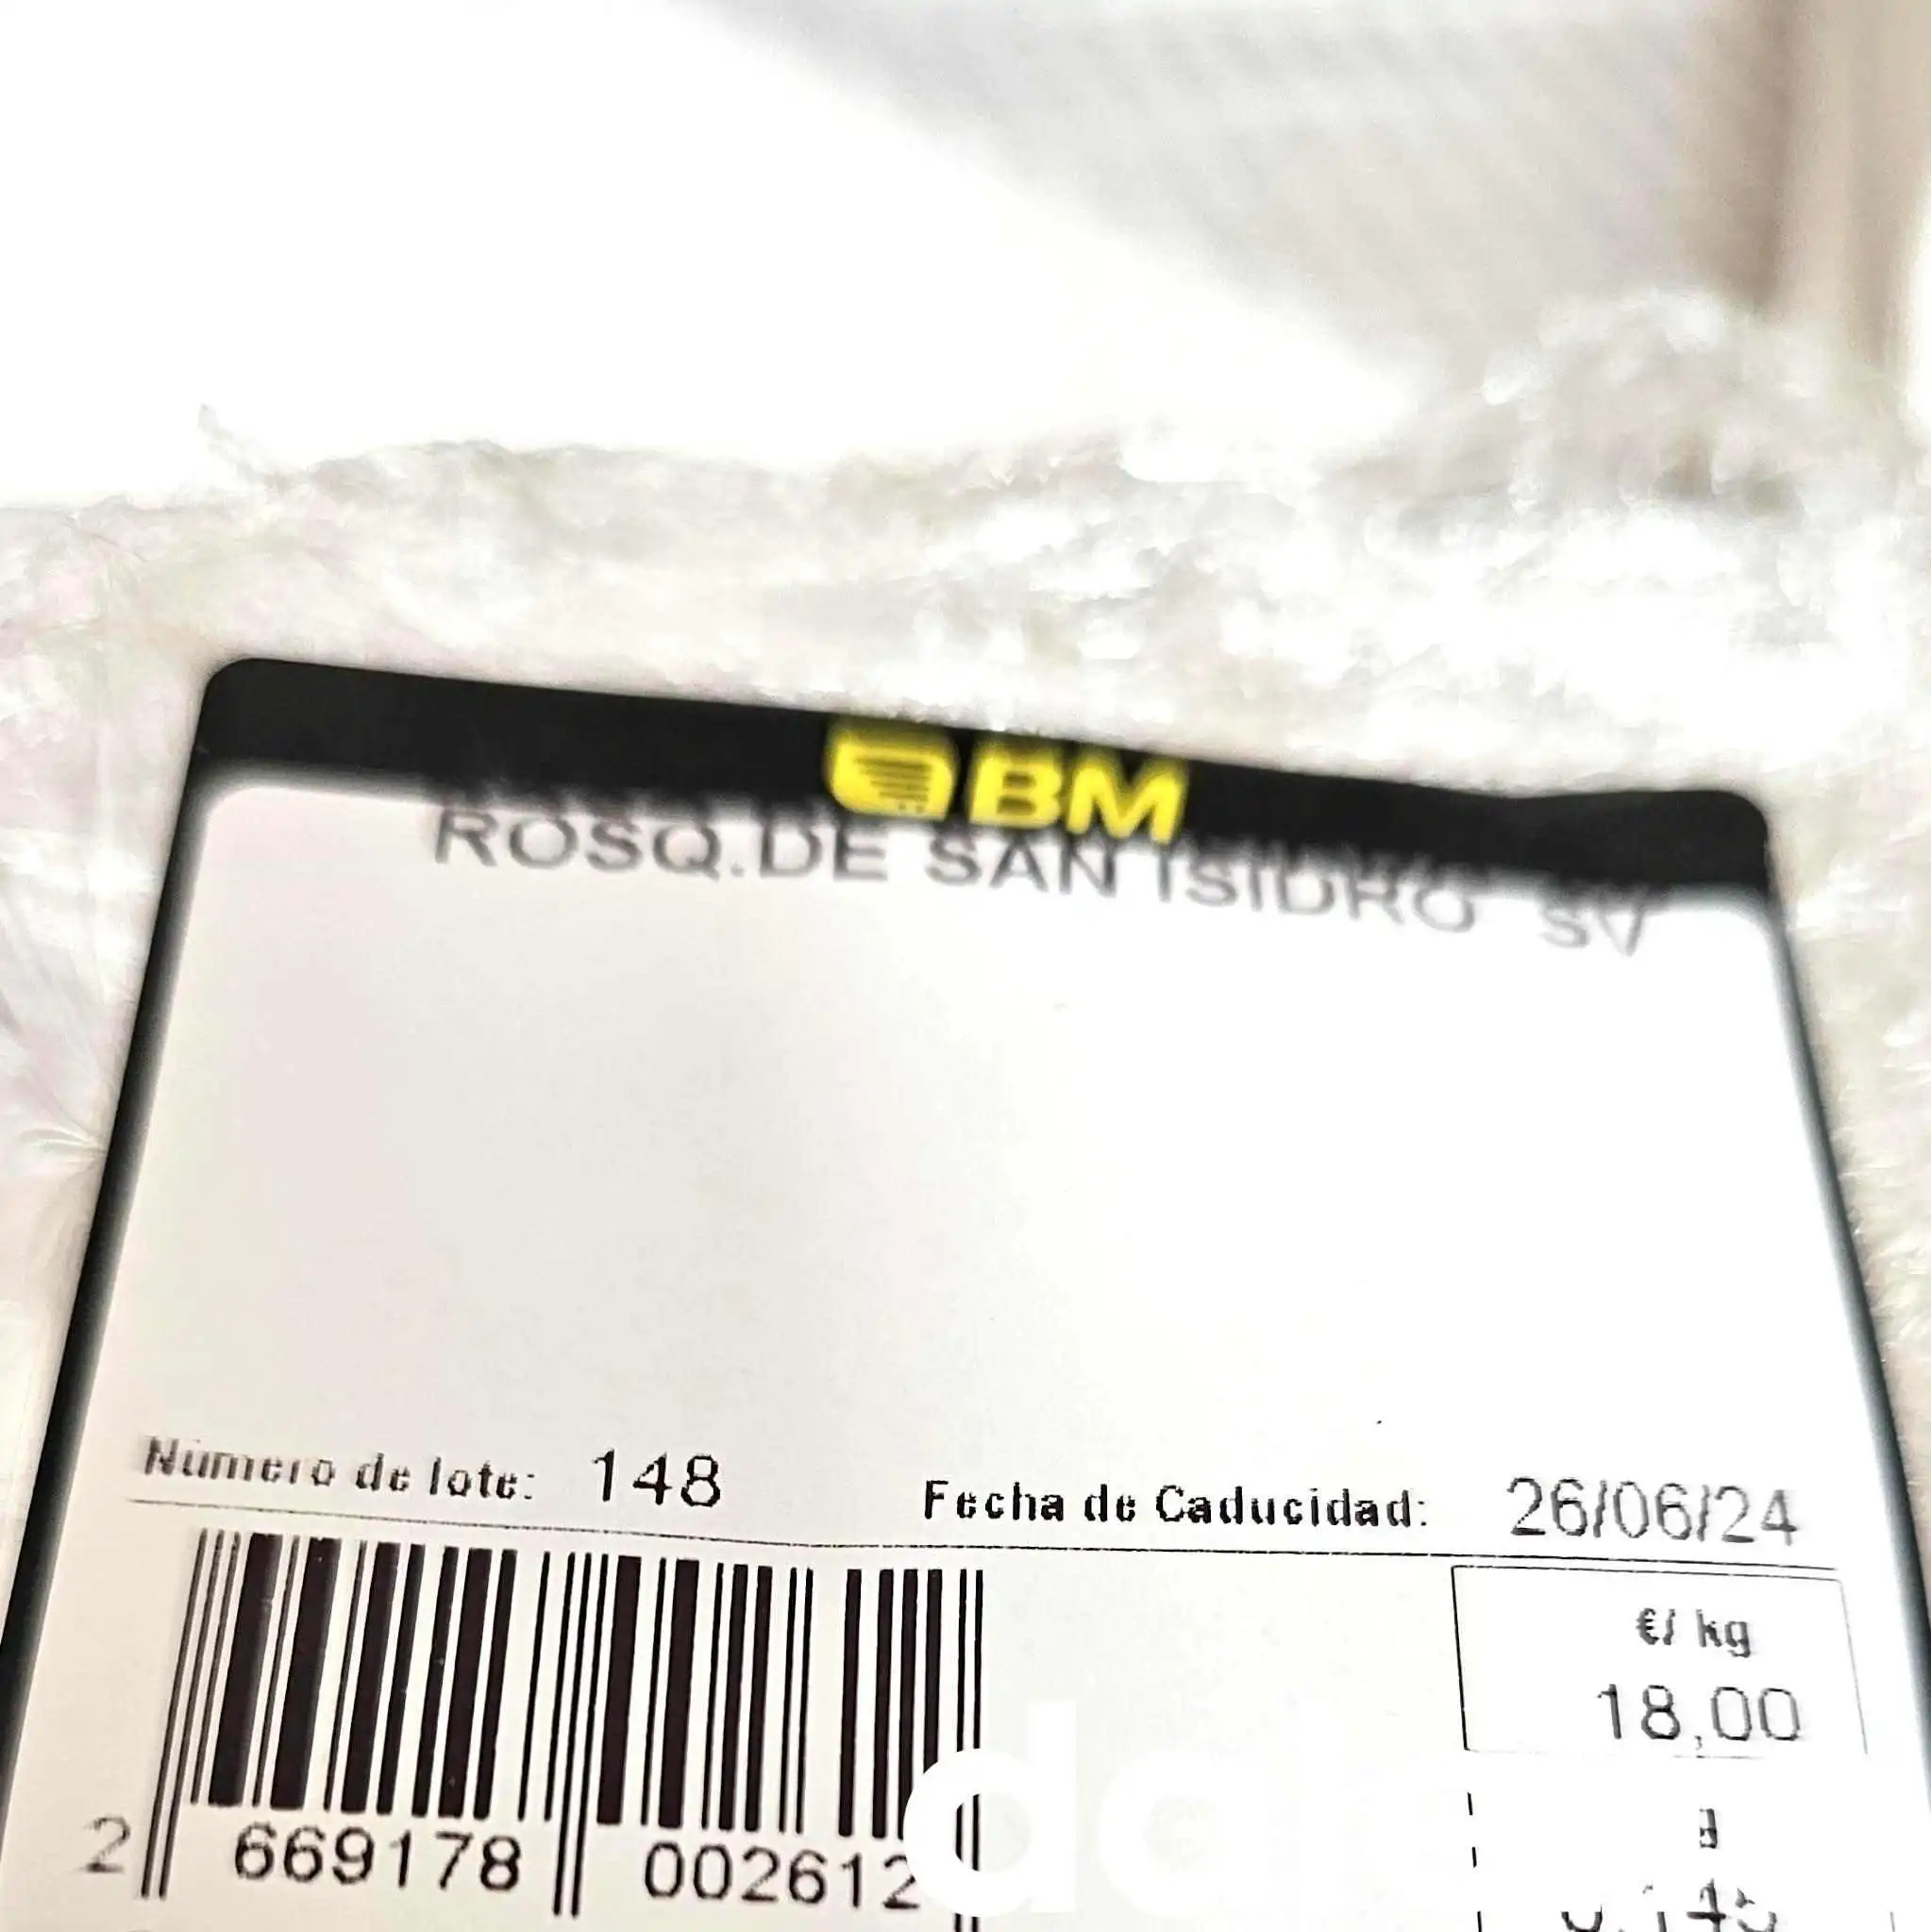 BM
ROSQ.DE SAN ISIDRO SV
Número de lote: 148
Fecha de Caducidad: 26/06/24
€/ kg
18,00
2 669178 002612